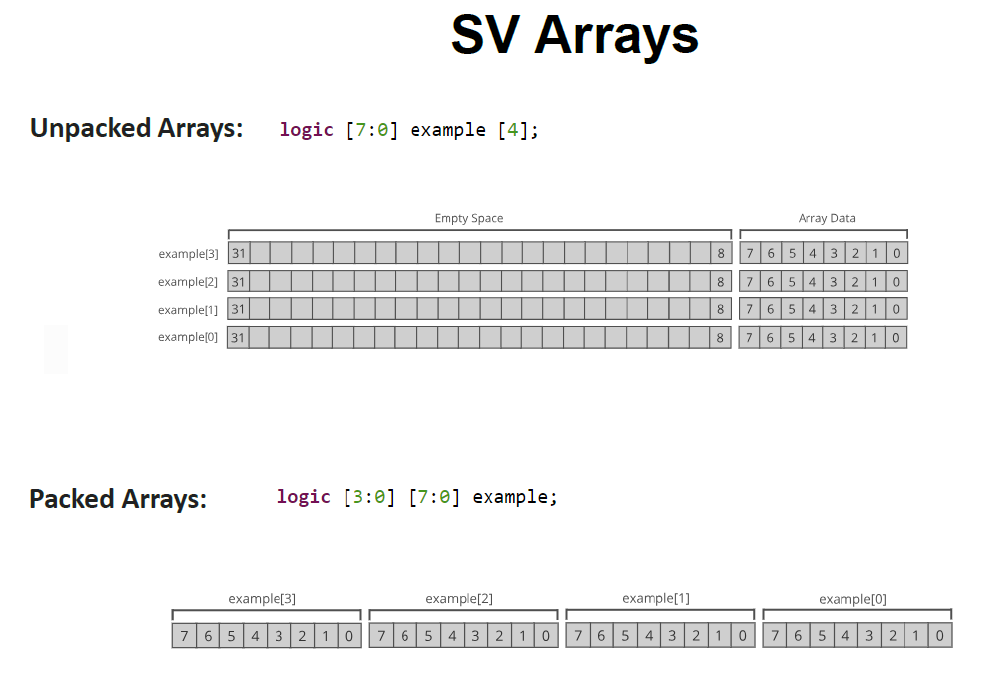 SV Arrays
Unpacked Arrays: logic [7:0] example [4];
Empty Space Array Data
example[3] 31 8 7 6 5 4 3 2 1 0
example[2] 31 8 7 6 5 4 3 2 1 0
example[1] 31 8 7 6 5 4 3 2 1 0
example[0] 31 8 7 6 5 4 3 2 1 0
Packed Arrays: logic [3:0] [7:0] example;
example[3] example[2] example[1] example[0]
7 6 5 4 3 2 1 0 7 6 5 4 3 2 1 0 7 6 5 4 3 2 1 0 7 6 5 4 3 2 1 0